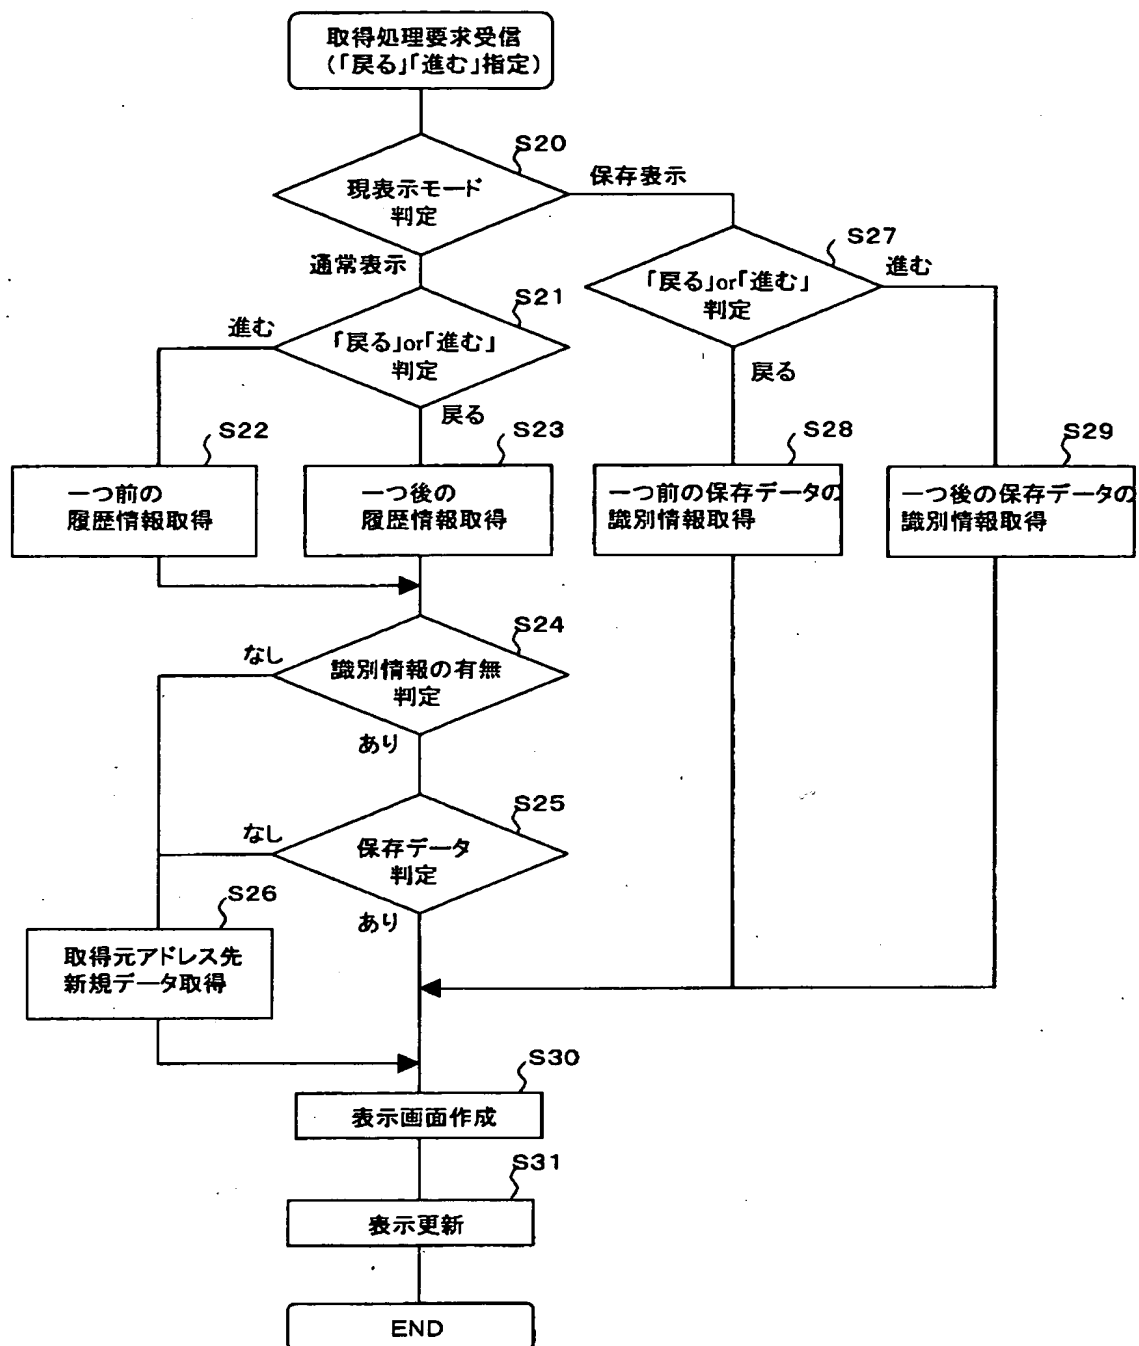 取得処理要求受信
(「戻る」「進む」指定)
S20
現表示モード
判定
保存表示
通常表示
S27
「戻る」or「進む」
判定
進む
戻る
S21
進む
「戻る」or「進む」
判定
戻る
S22
一つ前の
履歴情報取得
S23
一つ後の
履歴情報取得
S28
一つ前の保存データの
識別情報取得
S29
一つ後の保存データの
識別情報取得
S24
なし
識別情報の有無
判定
あり
S25
なし
保存データ
判定
あり
S26
取得元アドレス先
新規データ取得
S30
表示画面作成
S31
表示更新
END